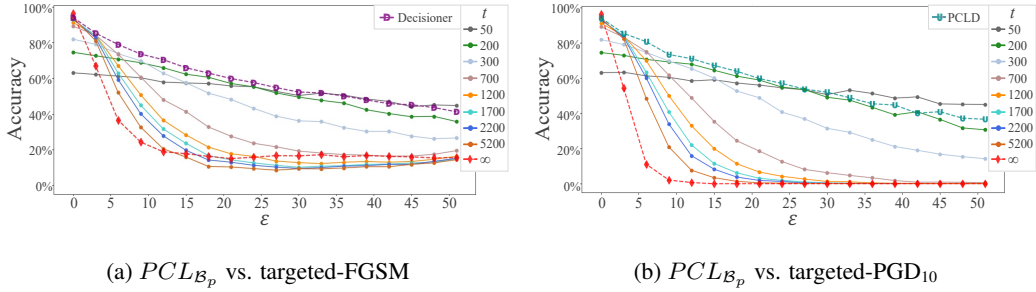 100%
80%
60%
40%
20%
0%
Accuracy
0 5 10 15 20 25 30 35 40 45 50
ε
Decisioner
t
50
200
300
700
1200
1700
2200
5200
∞
(a) PCL_{𝓑_p} vs. targeted-FGSM
100%
80%
60%
40%
20%
0%
Accuracy
0 5 10 15 20 25 30 35 40 45 50
ε
PCLD
t
50
200
300
700
1200
1700
2200
5200
∞
(b) PCL_{𝓑_p} vs. targeted-PGD₁₀